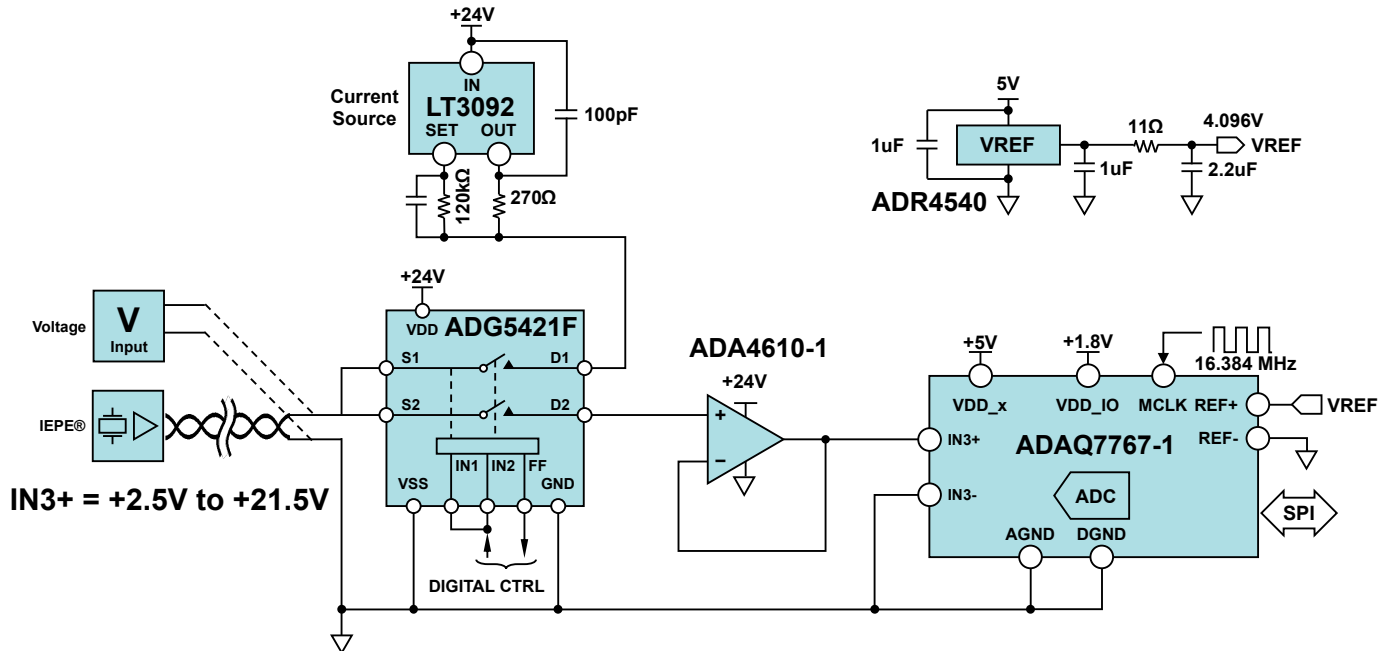 +24V
Current
Source
IN
LT3092
SET OUT
100pF
120kΩ
270Ω
5V
1uF
VREF
ADR4540
11Ω
4.096V
VREF
1uF
2.2uF
Voltage
V
Input
IEPE®
IN3+ = +2.5V to +21.5V
+24V
VDD
ADG5421F
S1
D1
S2
D2
IN1
IN2
FF
VSS
GND
DIGITAL CTRL
ADA4610-1
+24V
+
−
+5V
+1.8V
16.384 MHz
VDD_x
VDD_IO
MCLK
REF+
VREF
REF-
IN3+
ADAQ7767-1
IN3-
ADC
SPI
AGND
DGND